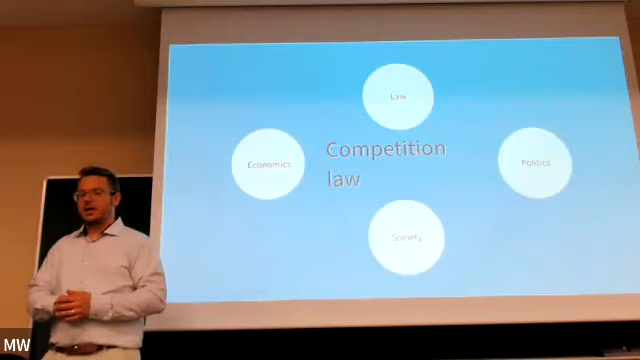 Law
Economics
Competition
law
Politics
Society
MW